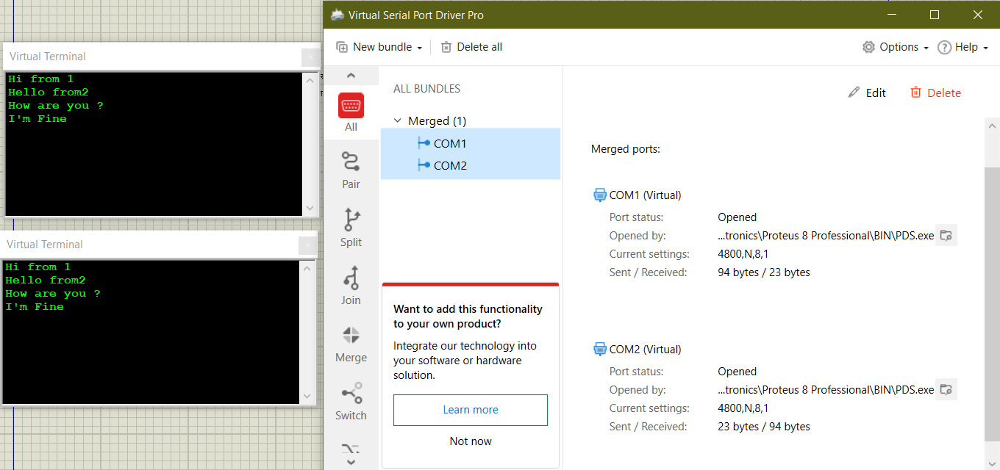 Virtual Terminal
Hi from 1
Hello from2
How are you ?
I'm Fine
Virtual Terminal
Hi from 1
Hello from2
How are you ?
I'm Fine
Virtual Serial Port Driver Pro
New bundle
Delete all
Options
Help
All
Pair
Split
Join
Merge
Switch
ALL BUNDLES
Merged (1)
COM1
COM2
Want to add this functionality
to your own product?
Integrate our technology into
your software or hardware
solution.
Learn more
Not now
Edit
Delete
Merged ports:
COM1 (Virtual)
Port status: Opened
Opened by: ...tronics\Proteus 8 Professional\BIN\PDS.exe
Current settings: 4800,N,8,1
Sent / Received: 94 bytes / 23 bytes
COM2 (Virtual)
Port status: Opened
Opened by: ...tronics\Proteus 8 Professional\BIN\PDS.exe
Current settings: 4800,N,8,1
Sent / Received: 23 bytes / 94 bytes